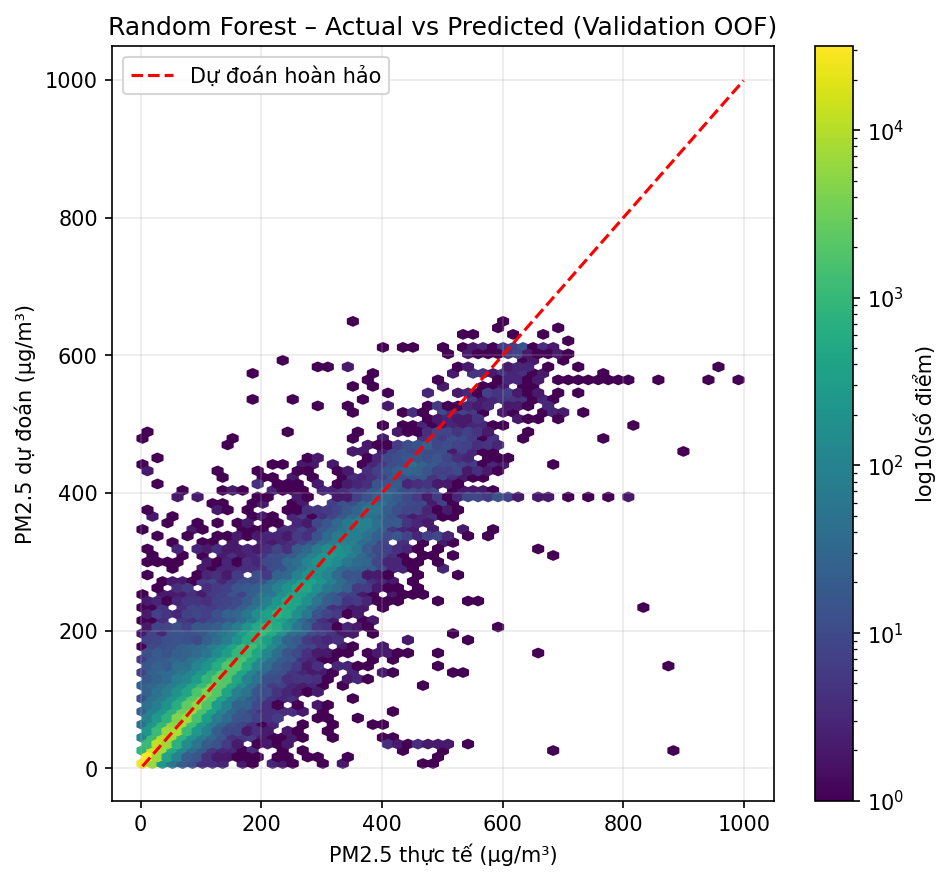 Random Forest – Actual vs Predicted (Validation OOF)
Dự đoán hoàn hảo
PM2.5 dự đoán (µg/m³)
1000
800
600
400
200
0
0 200 400 600 800 1000
PM2.5 thực tế (µg/m³)
10⁴
10³
10²
10¹
10⁰
log10(số điểm)